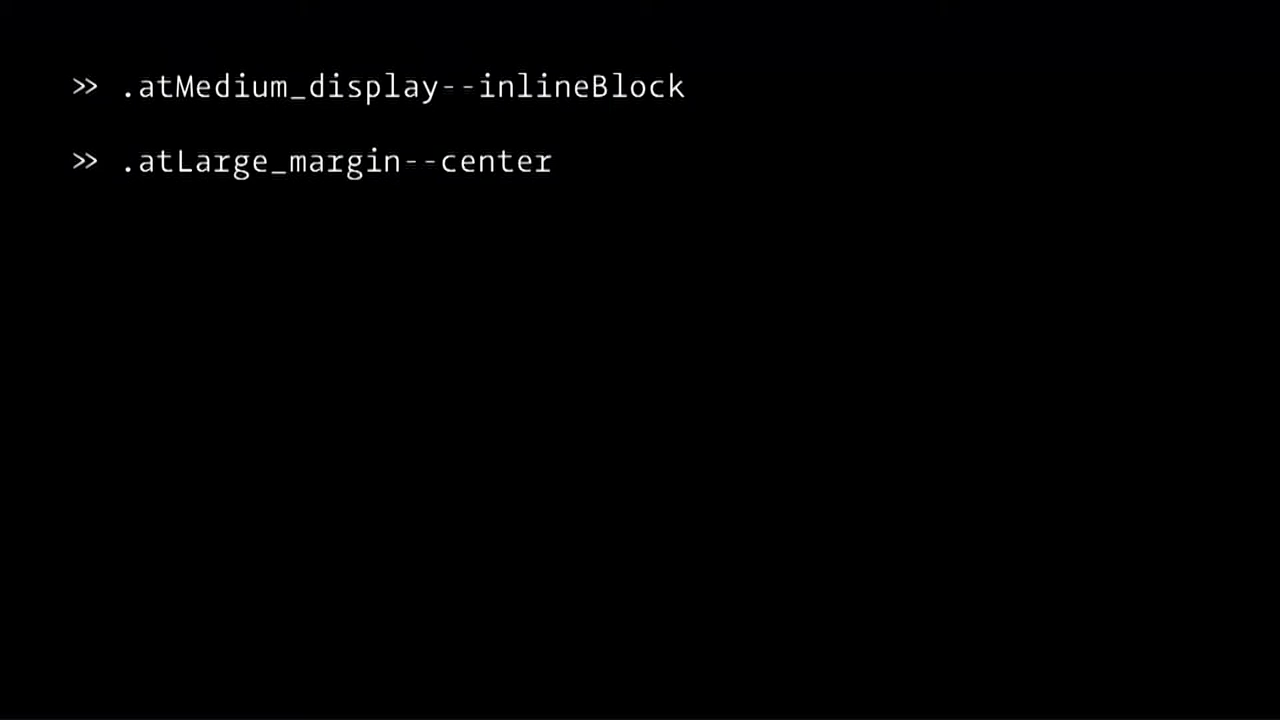 >> .atMedium_display--inlineBlock
>> .atLarge_margin--center